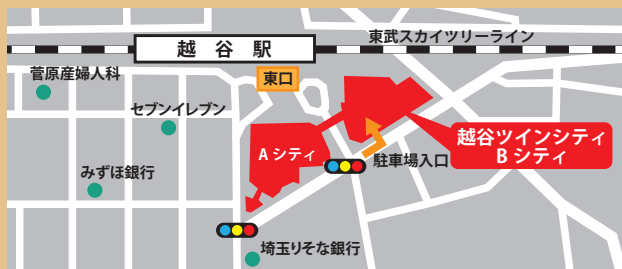 東武スカイツリーライン
越谷駅
東口
菅原産婦人科
セブンイレブン
越谷ツインシティ
Bシティ
Aシティ
駐車場入口
みずほ銀行
埼玉りそな銀行